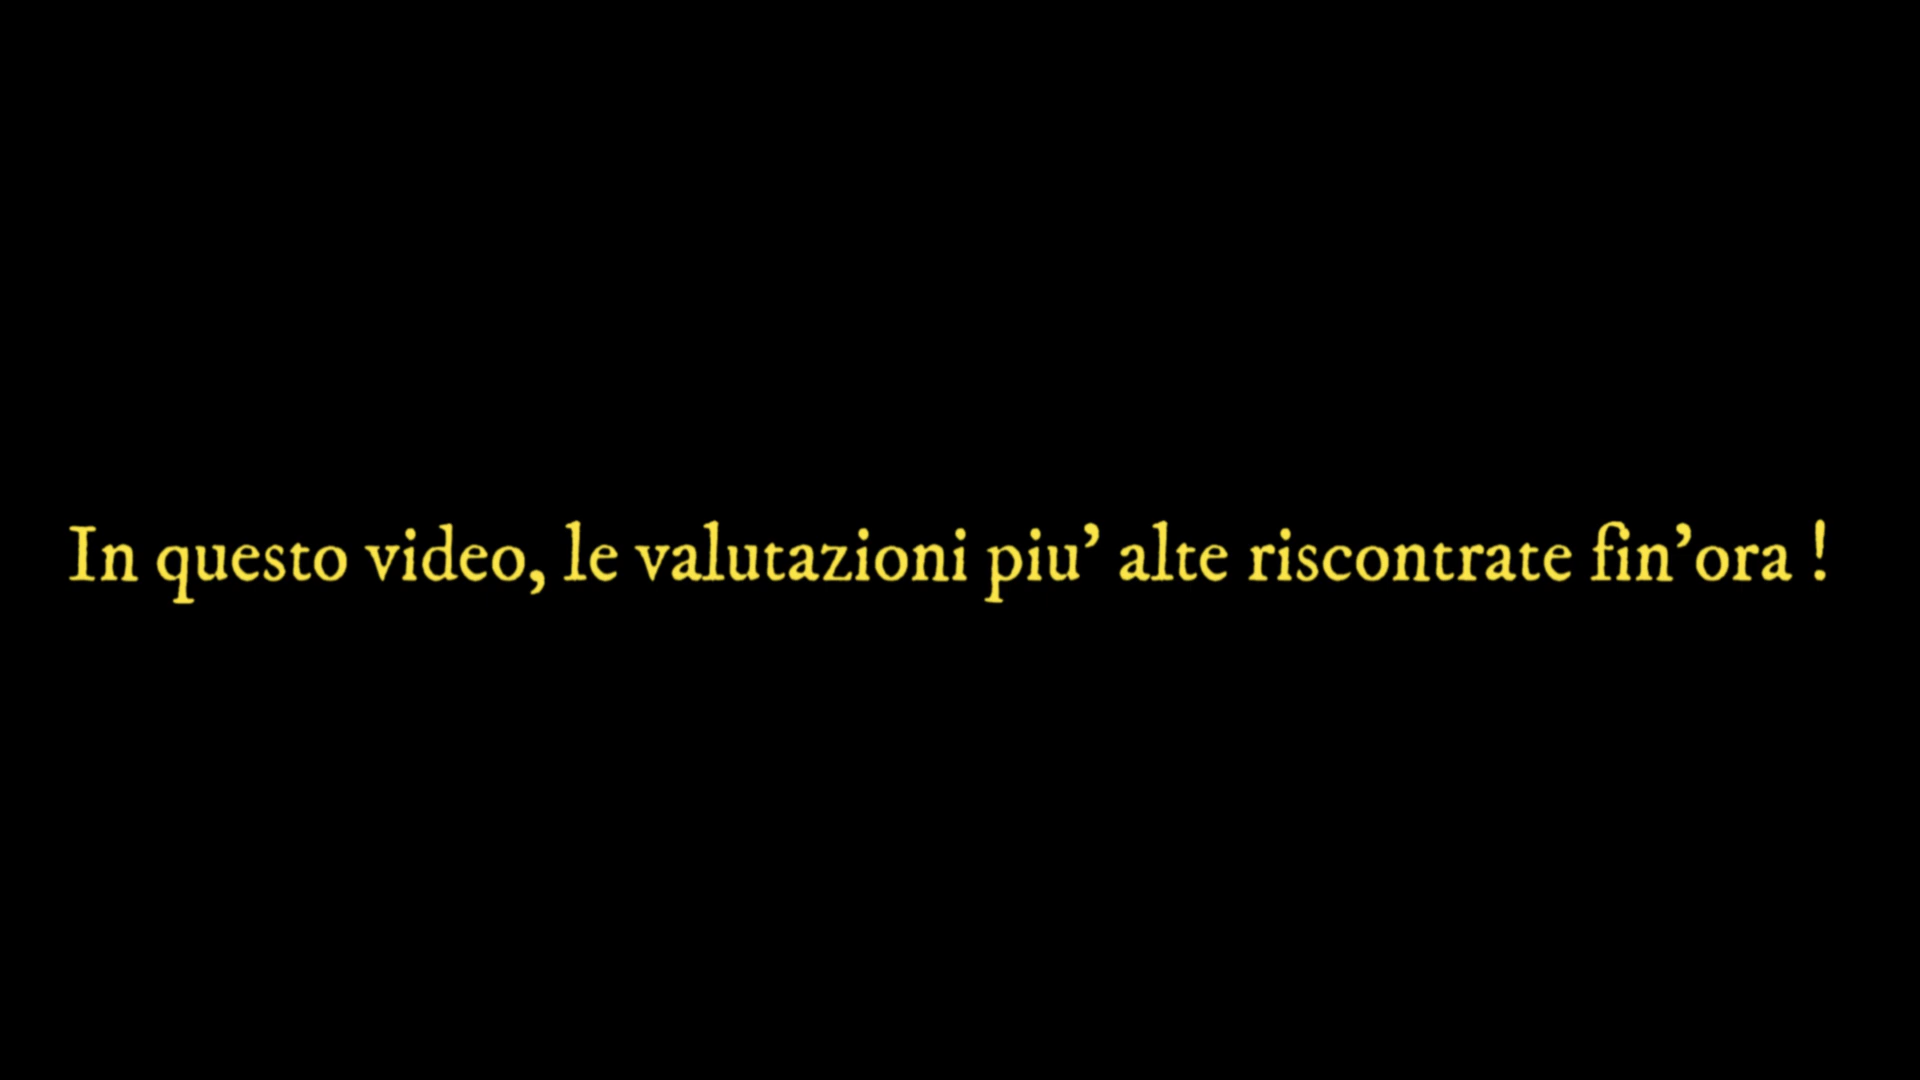 In questo video, le valutazioni piu’ alte riscontrate fin’ora !